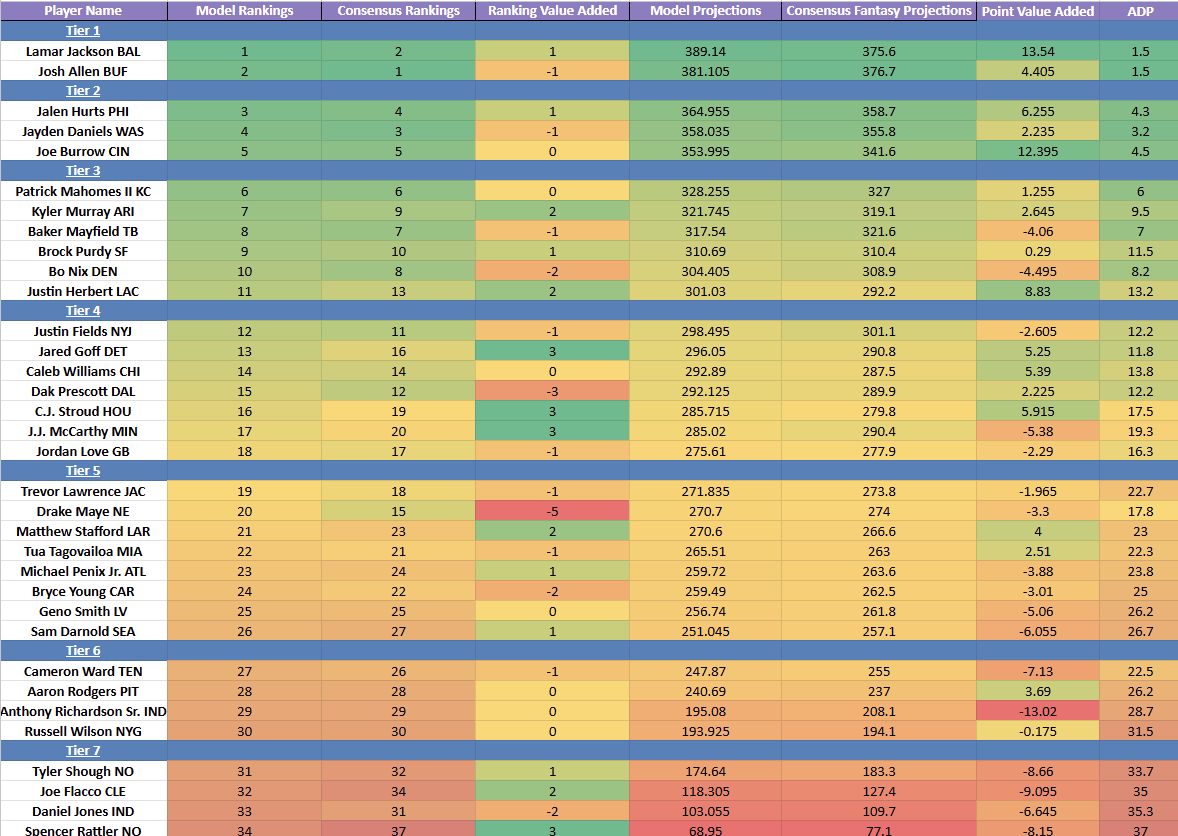 Player Name Model Rankings Consensus Rankings Ranking Value Added Model Projections Consensus Fantasy Projections Point Value Added ADP
Tier 1
Lamar Jackson BAL 1 2 1 389.14 375.6 13.54 1.5
Josh Allen BUF 2 1 -1 381.105 376.7 4.405 1.5
Tier 2
Jalen Hurts PHI 3 4 1 364.955 358.7 6.255 4.3
Jayden Daniels WAS 4 3 -1 358.035 355.8 2.235 3.2
Joe Burrow CIN 5 5 0 353.995 341.6 12.395 4.5
Tier 3
Patrick Mahomes II KC 6 6 0 328.255 327 1.255 6
Kyler Murray ARI 7 9 2 321.745 319.1 2.645 9.5
Baker Mayfield TB 8 7 -1 317.54 321.6 -4.06 7
Brock Purdy SF 9 10 1 310.69 310.4 0.29 11.5
Bo Nix DEN 10 8 -2 304.405 308.9 -4.495 8.2
Justin Herbert LAC 11 13 2 301.03 292.2 8.83 13.2
Tier 4
Justin Fields NYJ 12 11 -1 298.495 301.1 -2.605 12.2
Jared Goff DET 13 16 3 296.05 290.8 5.25 11.8
Caleb Williams CHI 14 14 0 292.89 287.5 5.39 13.8
Dak Prescott DAL 15 12 -3 292.125 289.9 2.225 12.2
C.J. Stroud HOU 16 19 3 285.715 279.8 5.915 17.5
J.J. McCarthy MIN 17 20 3 285.02 290.4 -5.38 19.3
Jordan Love GB 18 17 -1 275.61 277.9 -2.29 16.3
Tier 5
Trevor Lawrence JAC 19 18 -1 271.835 273.8 -1.965 22.7
Drake Maye NE 20 15 -5 270.7 274 -3.3 17.8
Matthew Stafford LAR 21 23 2 270.6 266.6 4 23
Tua Tagovailoa MIA 22 21 -1 265.51 263 2.51 22.3
Michael Penix Jr. ATL 23 24 1 259.72 263.6 -3.88 23.8
Bryce Young CAR 24 22 -2 259.49 262.5 -3.01 25
Geno Smith LV 25 25 0 256.74 261.8 -5.06 26.2
Sam Darnold SEA 26 27 1 251.045 257.1 -6.055 26.7
Tier 6
Cameron Ward TEN 27 26 -1 247.87 255 -7.13 22.5
Aaron Rodgers PIT 28 28 0 240.69 237 3.69 26.2
Anthony Richardson Sr. IND 29 29 0 195.08 208.1 -13.02 28.7
Russell Wilson NYG 30 30 0 193.925 194.1 -0.175 31.5
Tier 7
Tyler Shough NO 31 32 1 174.64 183.3 -8.66 33.7
Joe Flacco CLE 32 34 2 118.305 127.4 -9.095 35
Daniel Jones IND 33 31 -2 103.055 109.7 -6.645 35.3
Spencer Rattler NO 34 37 3 68.95 77.1 -8.15 37